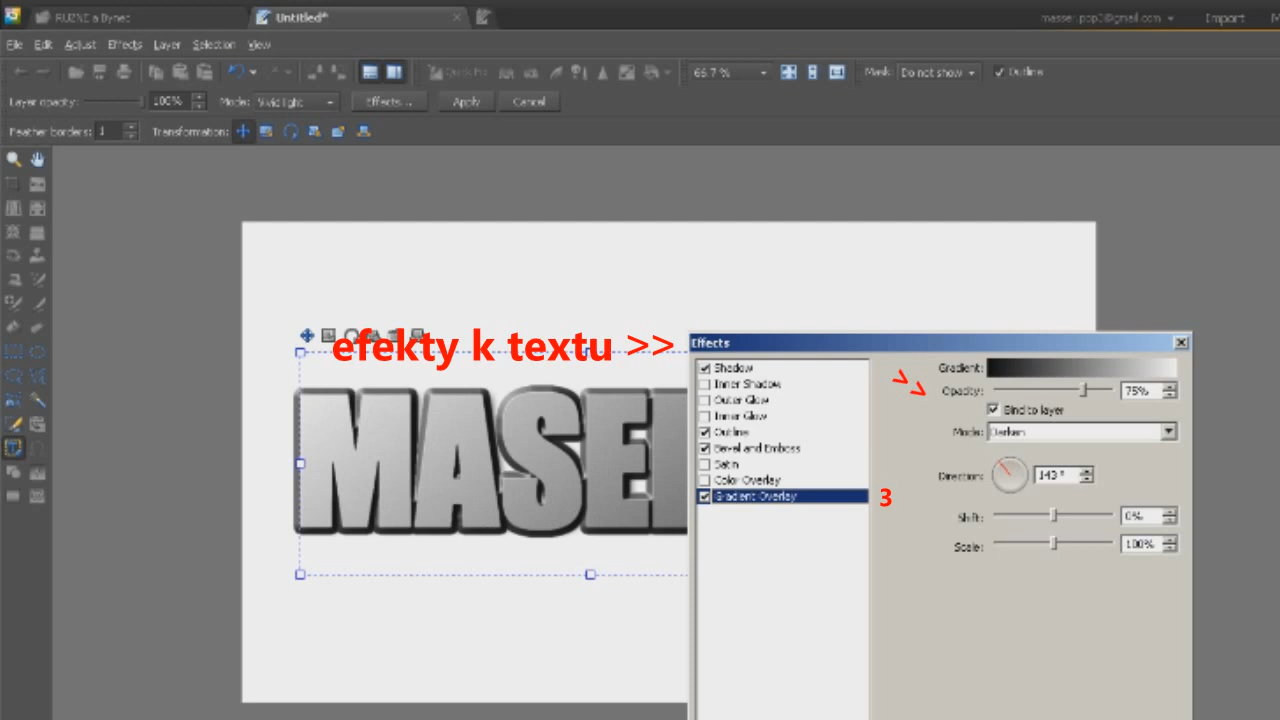 RUZNE a Bynec
Untitled*
Import
File Edit Adjust Effects Layer Selection View
66.7 % Mask: Do not show Outline
Layer opacity: 100% Mode: Vivid light Effects... Apply Cancel
Feather borders: 1 Transformation:
efekty k textu >>
MASE
Effects
Shadow
Inner Shadow
Outer Glow
Inner Glow
Outline
Bevel and Emboss
Satin
Color Overlay
Gradient Overlay
3
Gradient:
Opacity: 75%
Bind to layer
Mode: Darken
Direction: 143°
Shift: 0%
Scale: 100%